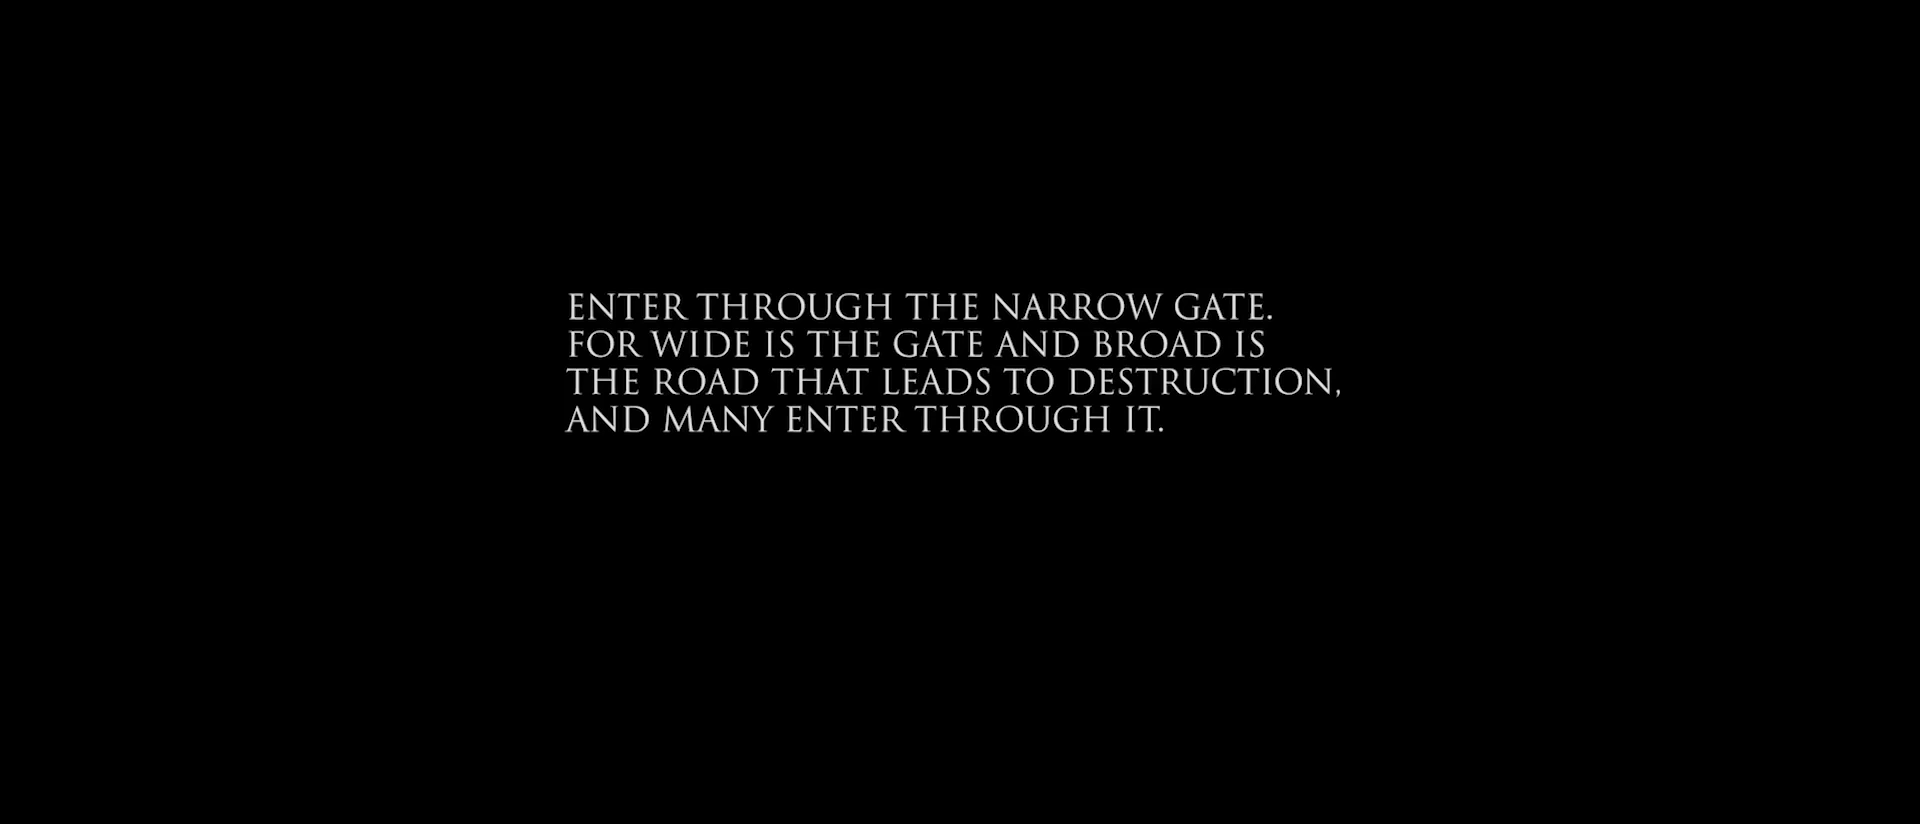 ENTER THROUGH THE NARROW GATE.
FOR WIDE IS THE GATE AND BROAD IS
THE ROAD THAT LEADS TO DESTRUCTION,
AND MANY ENTER THROUGH IT.